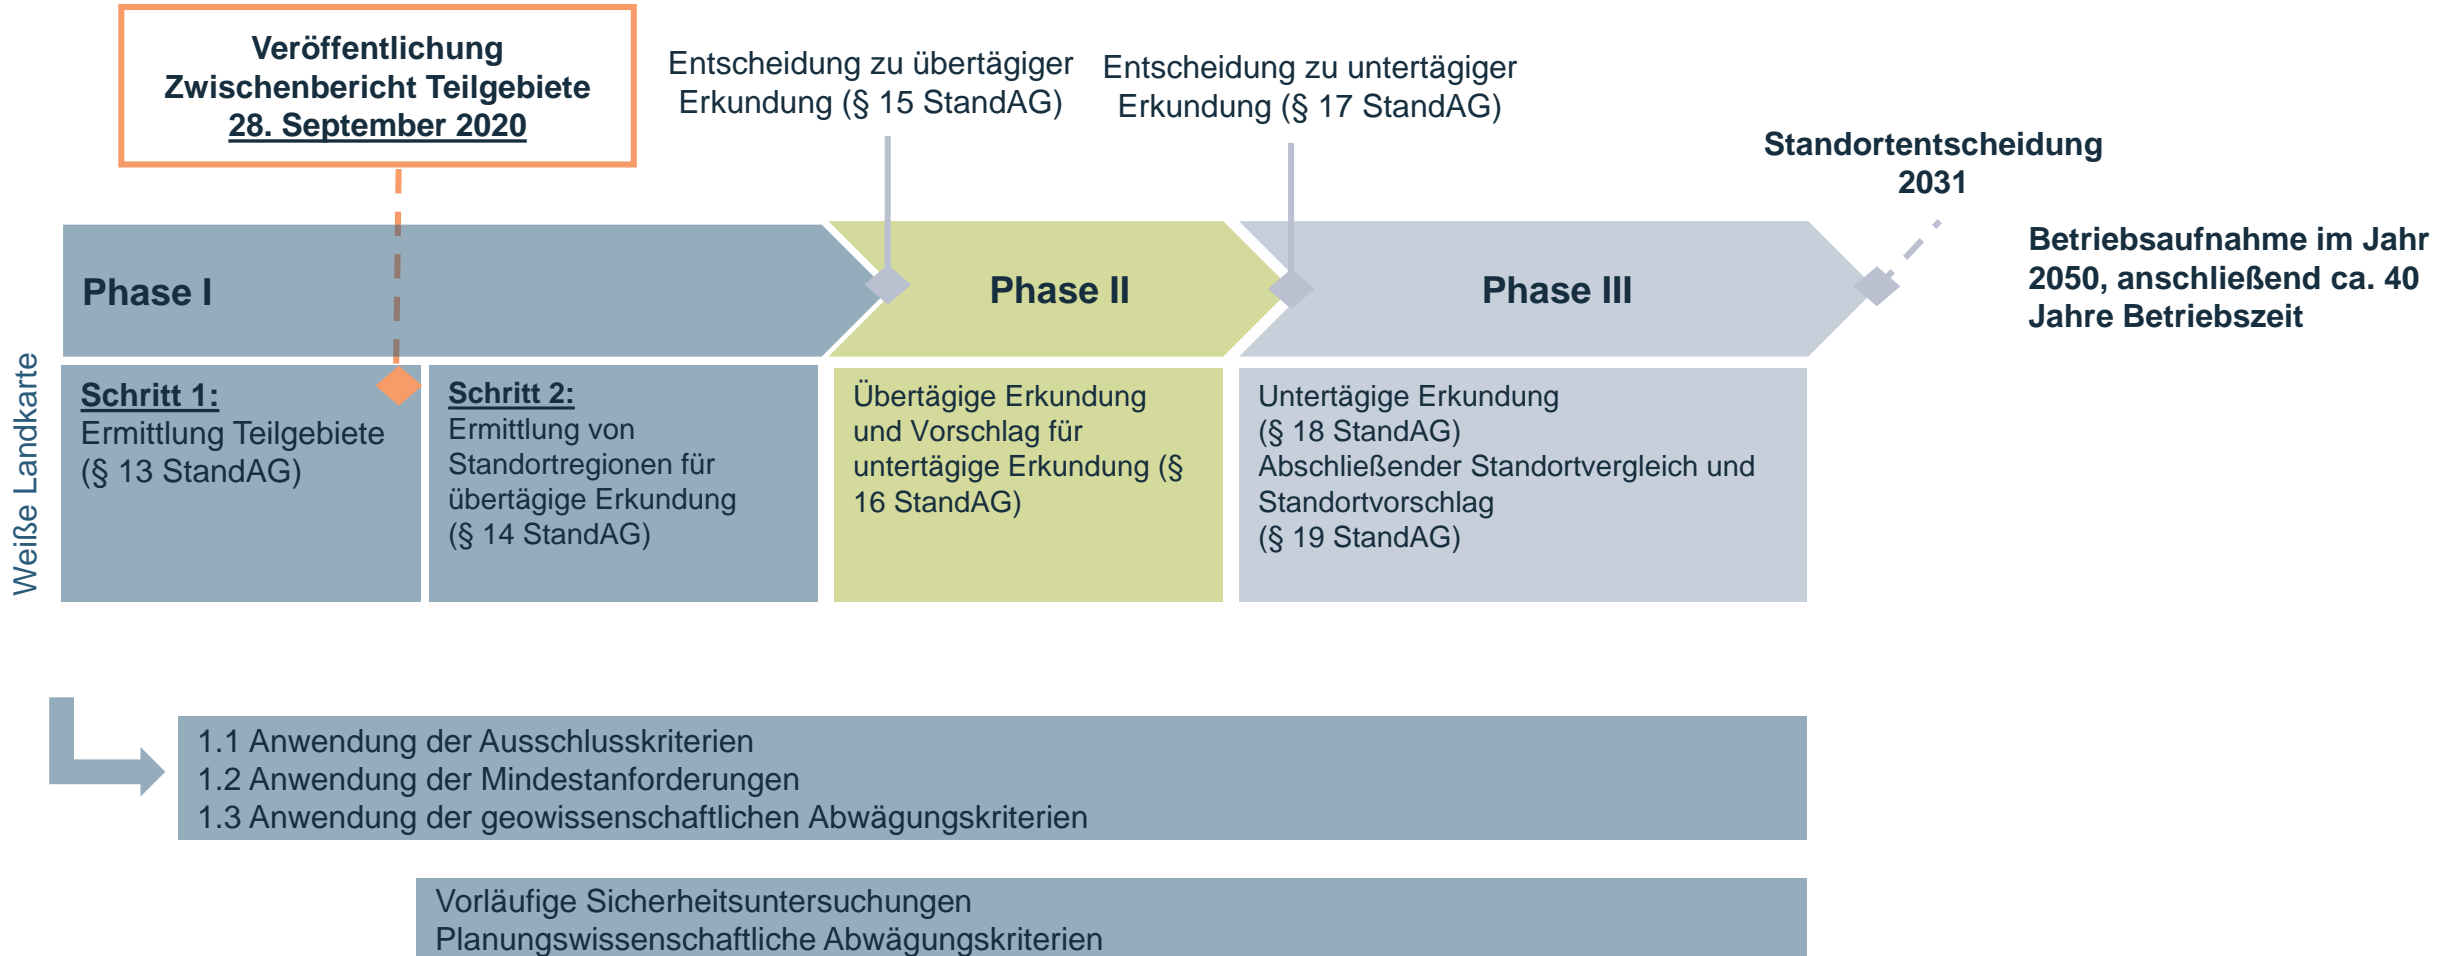 Veröffentlichung
Zwischenbericht Teilgebiete
28. September 2020
Entscheidung zu übertägiger
Erkundung (§ 15 StandAG)
Entscheidung zu untertägiger
Erkundung (§ 17 StandAG)
Standortentscheidung
2031
Betriebsaufnahme im Jahr
2050, anschließend ca. 40
Jahre Betriebszeit
Phase I
Phase II
Phase III
Weiße Landkarte
Schritt 1:
Ermittlung Teilgebiete
(§ 13 StandAG)
Schritt 2:
Ermittlung von
Standortregionen für
übertägige Erkundung
(§ 14 StandAG)
Übertägige Erkundung
und Vorschlag für
untertägige Erkundung (§
16 StandAG)
Untertägige Erkundung
(§ 18 StandAG)
Abschließender Standortvergleich und
Standortvorschlag
(§ 19 StandAG)
1.1 Anwendung der Ausschlusskriterien
1.2 Anwendung der Mindestanforderungen
1.3 Anwendung der geowissenschaftlichen Abwägungskriterien
Vorläufige Sicherheitsuntersuchungen
Planungswissenschaftliche Abwägungskriterien